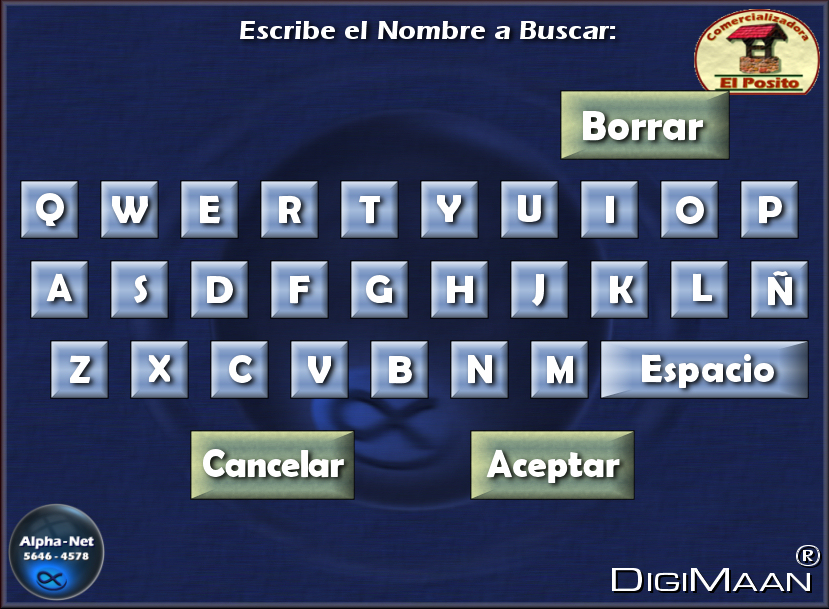 Escribe el Nombre a Buscar:
Comercializadora
El Posito
Borrar
Q W E R T Y U I O P
A S D F G H J K L Ñ
Z X C V B N M Espacio
Cancelar Aceptar
Alpha-Net
5646 - 4578
DIGIMAAN®